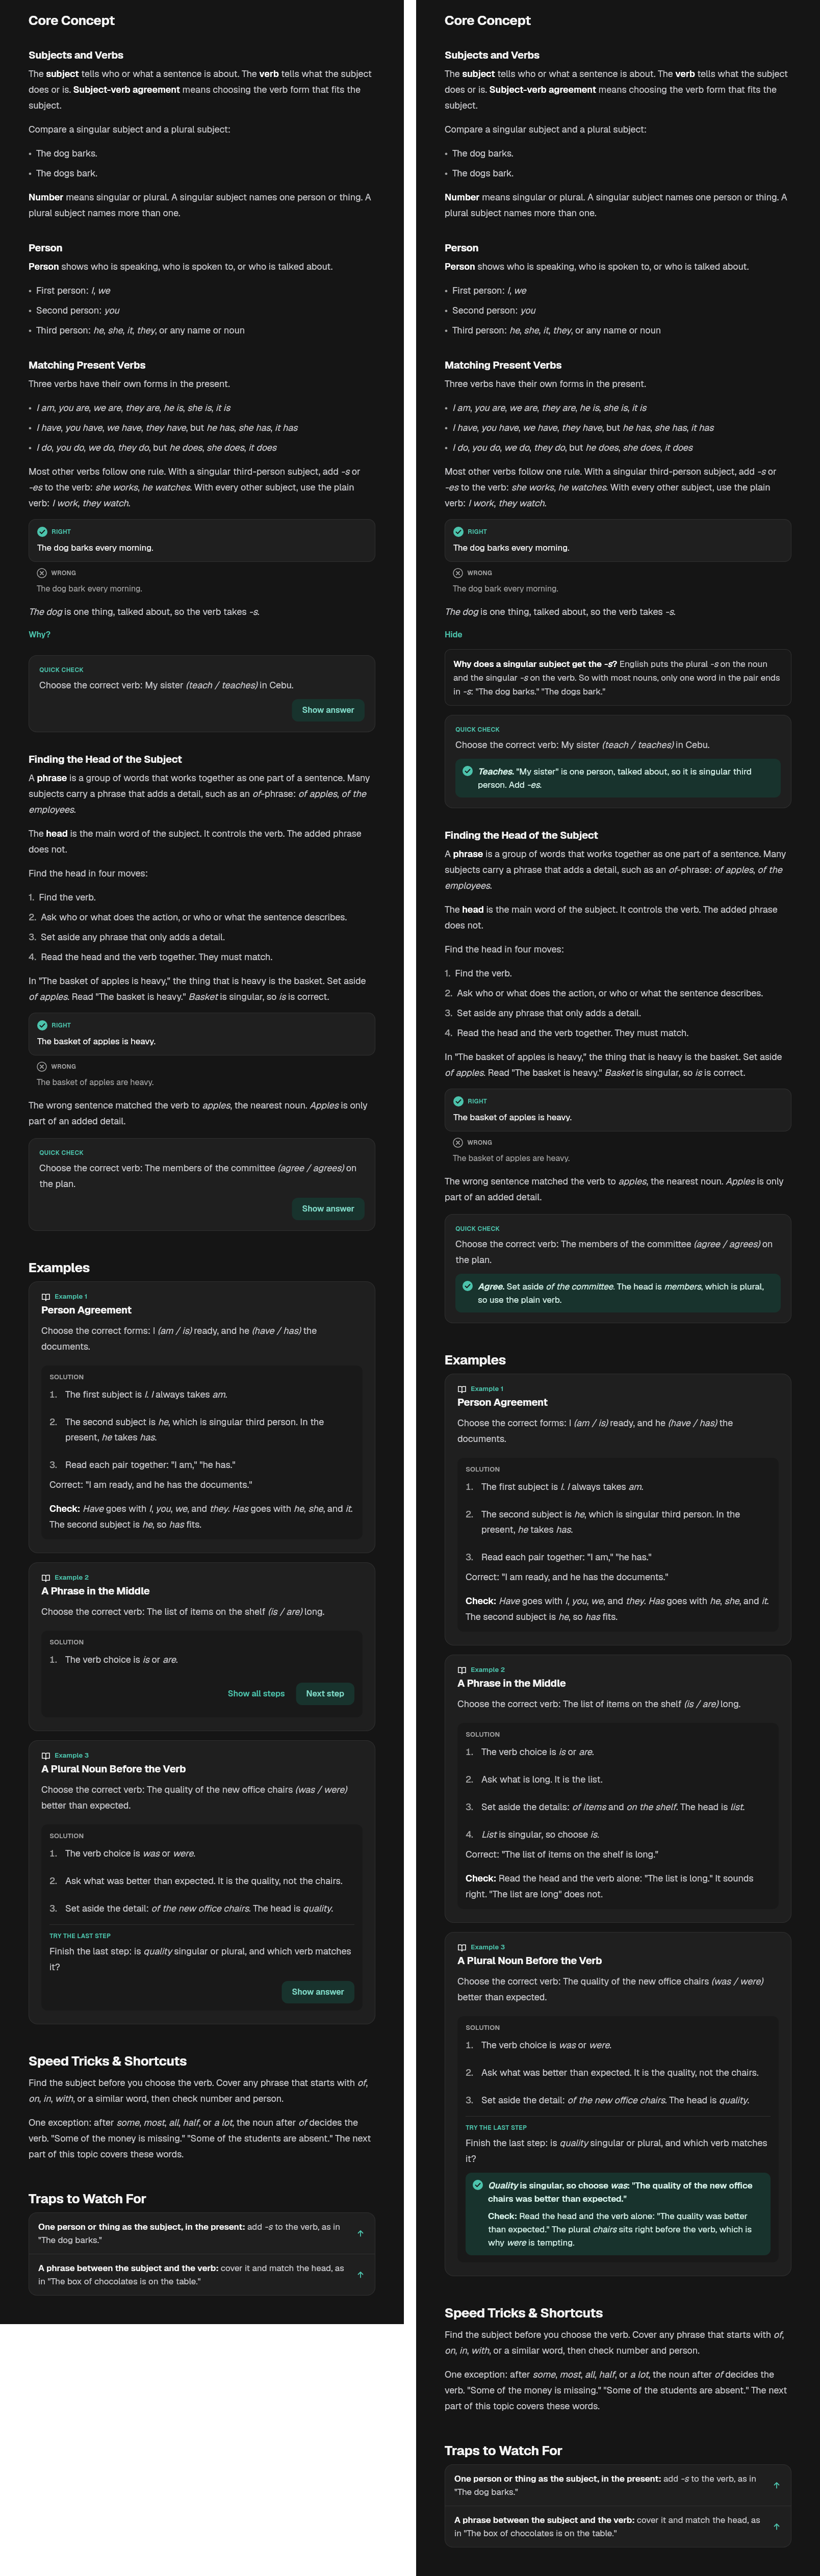 Core Concept
Subjects and Verbs
The subject tells who or what a sentence is about. The verb tells what the subject
does or is. Subject-verb agreement means choosing the verb form that fits the
subject.
Compare a singular subject and a plural subject:
• The dog barks.
• The dogs bark.
Number means singular or plural. A singular subject names one person or thing. A
plural subject names more than one.
Person
Person shows who is speaking, who is spoken to, or who is talked about.
• First person: I, we
• Second person: you
• Third person: he, she, it, they, or any name or noun
Matching Present Verbs
Three verbs have their own forms in the present.
• I am, you are, we are, they are, he is, she is, it is
• I have, you have, we have, they have, but he has, she has, it has
• I do, you do, we do, they do, but he does, she does, it does
Most other verbs follow one rule. With a singular third-person subject, add -s or
-es to the verb: she works, he watches. With every other subject, use the plain
verb: I work, they watch.
RIGHT
The dog barks every morning.
WRONG
The dog bark every morning.
The dog is one thing, talked about, so the verb takes -s.
Why?
QUICK CHECK
Choose the correct verb: My sister (teach / teaches) in Cebu.
Show answer
Finding the Head of the Subject
A phrase is a group of words that works together as one part of a sentence. Many
subjects carry a phrase that adds a detail, such as an of-phrase: of apples, of the
employees.
The head is the main word of the subject. It controls the verb. The added phrase
does not.
Find the head in four moves:
1. Find the verb.
2. Ask who or what does the action, or who or what the sentence describes.
3. Set aside any phrase that only adds a detail.
4. Read the head and the verb together. They must match.
In "The basket of apples is heavy," the thing that is heavy is the basket. Set aside
of apples. Read "The basket is heavy." Basket is singular, so is is correct.
RIGHT
The basket of apples is heavy.
WRONG
The basket of apples are heavy.
The wrong sentence matched the verb to apples, the nearest noun. Apples is only
part of an added detail.
QUICK CHECK
Choose the correct verb: The members of the committee (agree / agrees) on
the plan.
Show answer
Examples
Example 1
Person Agreement
Choose the correct forms: I (am / is) ready, and he (have / has) the
documents.
SOLUTION
1. The first subject is I. I always takes am.
2. The second subject is he, which is singular third person. In the
present, he takes has.
3. Read each pair together: "I am," "he has."
Correct: "I am ready, and he has the documents."
Check: Have goes with I, you, we, and they. Has goes with he, she, and it.
The second subject is he, so has fits.
Example 2
A Phrase in the Middle
Choose the correct verb: The list of items on the shelf (is / are) long.
SOLUTION
1. The verb choice is is or are.
Show all steps
Next step
Example 3
A Plural Noun Before the Verb
Choose the correct verb: The quality of the new office chairs (was / were)
better than expected.
SOLUTION
1. The verb choice is was or were.
2. Ask what was better than expected. It is the quality, not the chairs.
3. Set aside the detail: of the new office chairs. The head is quality.
TRY THE LAST STEP
Finish the last step: is quality singular or plural, and which verb matches
it?
Show answer
Speed Tricks & Shortcuts
Find the subject before you choose the verb. Cover any phrase that starts with of,
on, in, with, or a similar word, then check number and person.
One exception: after some, most, all, half, or a lot, the noun after of decides the
verb. "Some of the money is missing." "Some of the students are absent." The next
part of this topic covers these words.
Traps to Watch For
One person or thing as the subject, in the present: add -s to the verb, as in
"The dog barks."
↑
A phrase between the subject and the verb: cover it and match the head, as
in "The box of chocolates is on the table."
↑
Core Concept
Subjects and Verbs
The subject tells who or what a sentence is about. The verb tells what the subject
does or is. Subject-verb agreement means choosing the verb form that fits the
subject.
Compare a singular subject and a plural subject:
• The dog barks.
• The dogs bark.
Number means singular or plural. A singular subject names one person or thing. A
plural subject names more than one.
Person
Person shows who is speaking, who is spoken to, or who is talked about.
• First person: I, we
• Second person: you
• Third person: he, she, it, they, or any name or noun
Matching Present Verbs
Three verbs have their own forms in the present.
• I am, you are, we are, they are, he is, she is, it is
• I have, you have, we have, they have, but he has, she has, it has
• I do, you do, we do, they do, but he does, she does, it does
Most other verbs follow one rule. With a singular third-person subject, add -s or
-es to the verb: she works, he watches. With every other subject, use the plain
verb: I work, they watch.
RIGHT
The dog barks every morning.
WRONG
The dog bark every morning.
The dog is one thing, talked about, so the verb takes -s.
Hide
Why does a singular subject get the -s? English puts the plural -s on the noun
and the singular -s on the verb. So with most nouns, only one word in the pair ends
in -s: "The dog barks." "The dogs bark."
QUICK CHECK
Choose the correct verb: My sister (teach / teaches) in Cebu.
Teaches. "My sister" is one person, talked about, so it is singular third
person. Add -es.
Finding the Head of the Subject
A phrase is a group of words that works together as one part of a sentence. Many
subjects carry a phrase that adds a detail, such as an of-phrase: of apples, of the
employees.
The head is the main word of the subject. It controls the verb. The added phrase
does not.
Find the head in four moves:
1. Find the verb.
2. Ask who or what does the action, or who or what the sentence describes.
3. Set aside any phrase that only adds a detail.
4. Read the head and the verb together. They must match.
In "The basket of apples is heavy," the thing that is heavy is the basket. Set aside
of apples. Read "The basket is heavy." Basket is singular, so is is correct.
RIGHT
The basket of apples is heavy.
WRONG
The basket of apples are heavy.
The wrong sentence matched the verb to apples, the nearest noun. Apples is only
part of an added detail.
QUICK CHECK
Choose the correct verb: The members of the committee (agree / agrees) on
the plan.
Agree. Set aside of the committee. The head is members, which is plural,
so use the plain verb.
Examples
Example 1
Person Agreement
Choose the correct forms: I (am / is) ready, and he (have / has) the
documents.
SOLUTION
1. The first subject is I. I always takes am.
2. The second subject is he, which is singular third person. In the
present, he takes has.
3. Read each pair together: "I am," "he has."
Correct: "I am ready, and he has the documents."
Check: Have goes with I, you, we, and they. Has goes with he, she, and it.
The second subject is he, so has fits.
Example 2
A Phrase in the Middle
Choose the correct verb: The list of items on the shelf (is / are) long.
SOLUTION
1. The verb choice is is or are.
2. Ask what is long. It is the list.
3. Set aside the details: of items and on the shelf. The head is list.
4. List is singular, so choose is.
Correct: "The list of items on the shelf is long."
Check: Read the head and the verb alone: "The list is long." It sounds
right. "The list are long" does not.
Example 3
A Plural Noun Before the Verb
Choose the correct verb: The quality of the new office chairs (was / were)
better than expected.
SOLUTION
1. The verb choice is was or were.
2. Ask what was better than expected. It is the quality, not the chairs.
3. Set aside the detail: of the new office chairs. The head is quality.
TRY THE LAST STEP
Finish the last step: is quality singular or plural, and which verb matches
it?
Quality is singular, so choose was: "The quality of the new office
chairs was better than expected."
Check: Read the head and the verb alone: "The quality was better
than expected." The plural chairs sits right before the verb, which is
why were is tempting.
Speed Tricks & Shortcuts
Find the subject before you choose the verb. Cover any phrase that starts with of,
on, in, with, or a similar word, then check number and person.
One exception: after some, most, all, half, or a lot, the noun after of decides the
verb. "Some of the money is missing." "Some of the students are absent." The next
part of this topic covers these words.
Traps to Watch For
One person or thing as the subject, in the present: add -s to the verb, as in
"The dog barks."
↑
A phrase between the subject and the verb: cover it and match the head, as
in "The box of chocolates is on the table."
↑